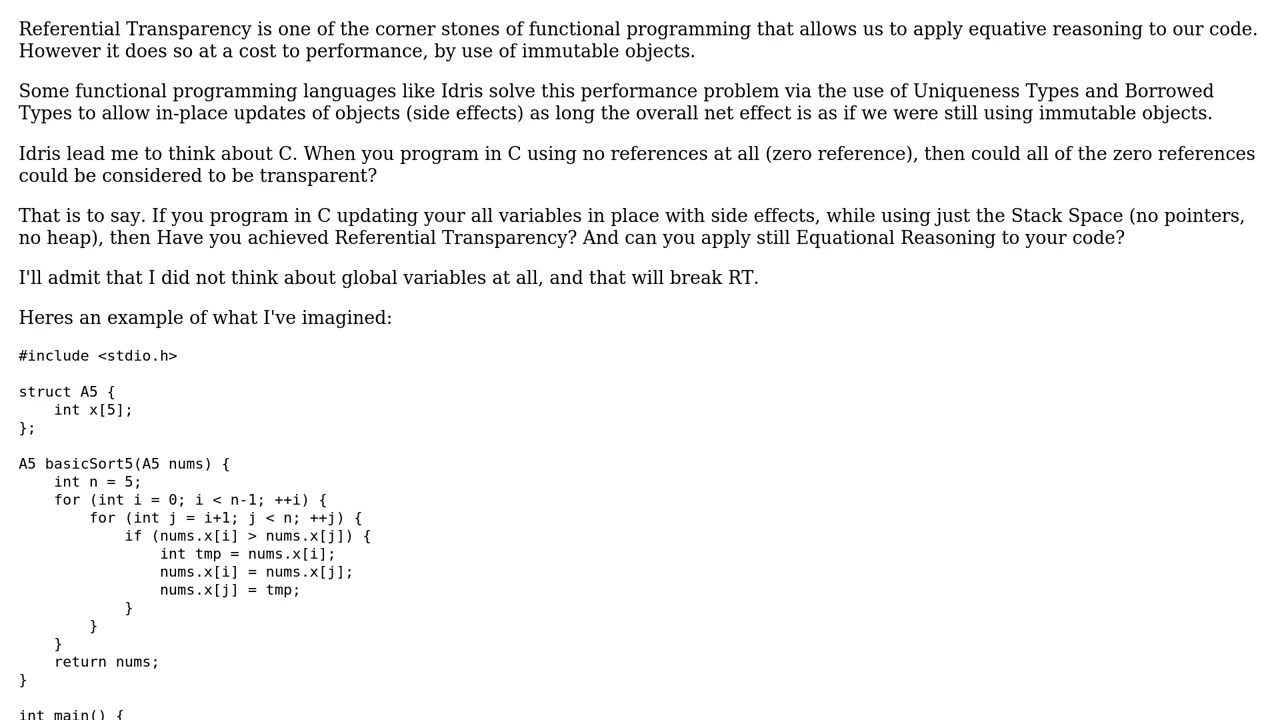 Referential Transparency is one of the corner stones of functional programming that allows us to apply equative reasoning to our code.
However it does so at a cost to performance, by use of immutable objects.
Some functional programming languages like Idris solve this performance problem via the use of Uniqueness Types and Borrowed
Types to allow in-place updates of objects (side effects) as long the overall net effect is as if we were still using immutable objects.
Idris lead me to think about C. When you program in C using no references at all (zero reference), then could all of the zero references
could be considered to be transparent?
That is to say. If you program in C updating your all variables in place with side effects, while using just the Stack Space (no pointers,
no heap), then Have you achieved Referential Transparency? And can you apply still Equational Reasoning to your code?
I'll admit that I did not think about global variables at all, and that will break RT.
Heres an example of what I've imagined:
#include <stdio.h>
struct A5 {
    int x[5];
};
A5 basicSort5(A5 nums) {
    int n = 5;
    for (int i = 0; i < n-1; ++i) {
        for (int j = i+1; j < n; ++j) {
            if (nums.x[i] > nums.x[j]) {
                int tmp = nums.x[i];
                nums.x[i] = nums.x[j];
                nums.x[j] = tmp;
            }
        }
    }
    return nums;
}
int main() {